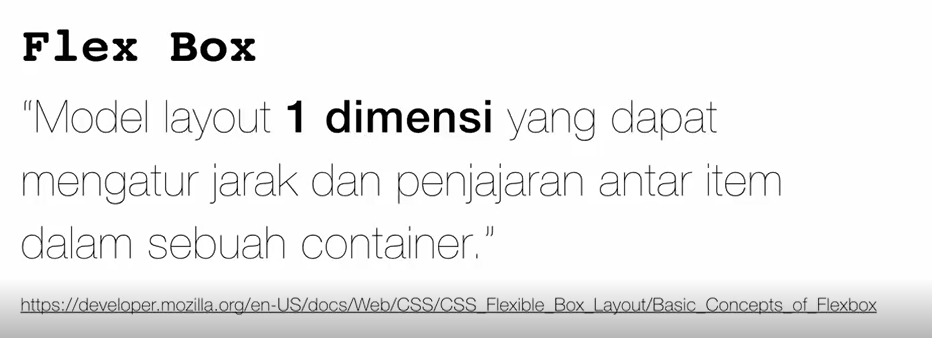 Flex Box
“Model layout 1 dimensi yang dapat
mengatur jarak dan penjajaran antar item
dalam sebuah container.”
https://developer.mozilla.org/en-US/docs/Web/CSS/CSS_Flexible_Box_Layout/Basic_Concepts_of_Flexbox